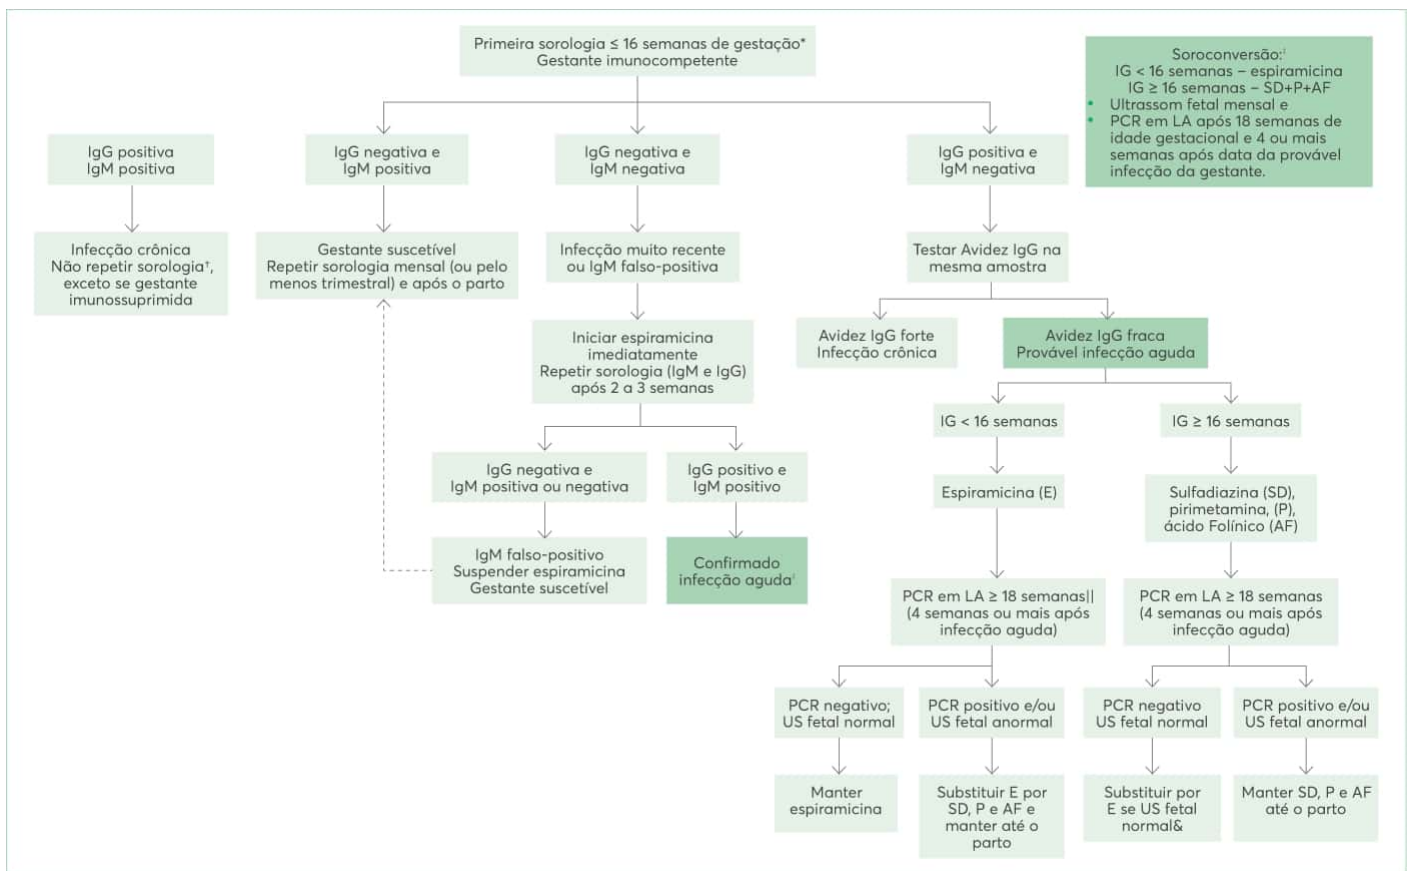 Primeira sorologia ≤ 16 semanas de gestação*
Gestante imunocompetente
Soroconversão:ˡ
IG < 16 semanas – espiramicina
IG ≥ 16 semanas – SD+P+AF
• Ultrassom fetal mensal e
• PCR em LA após 18 semanas de
idade gestacional e 4 ou mais
semanas após data da provável
infecção da gestante.
IgG positiva
IgM positiva
IgG negativa e
IgM positiva
IgG negativa e
IgM negativa
IgG positiva e
IgM negativa
Infecção crônica
Não repetir sorologia†,
exceto se gestante
imunossuprimida
Gestante suscetível
Repetir sorologia mensal (ou pelo
menos trimestral) e após o parto
Infecção muito recente
ou IgM falso-positiva
Testar Avidez IgG na
mesma amostra
Iniciar espiramicina
imediatamente
Repetir sorologia (IgM e IgG)
após 2 a 3 semanas
Avidez IgG forte
Infecção crônica
Avidez IgG fraca
Provável infecção aguda
IG < 16 semanas
IG ≥ 16 semanas
IgG negativa e
IgM positiva ou negativa
IgG positivo e
IgM positivo
Espiramicina (E)
Sulfadiazina (SD),
pirimetamina, (P),
ácido Folínico (AF)
IgM falso-positivo
Suspender espiramicina
Gestante suscetível
Confirmado
infecção agudaˡ
PCR em LA ≥ 18 semanas||
(4 semanas ou mais após
infecção aguda)
PCR em LA ≥ 18 semanas
(4 semanas ou mais após
infecção aguda)
PCR negativo;
US fetal normal
PCR positivo e/ou
US fetal anormal
PCR negativo
US fetal normal
PCR positivo e/ou
US fetal anormal
Manter
espiramicina
Substituir E por
SD, P e AF e
manter até o
parto
Substituir por
E se US fetal
normal&
Manter SD, P e AF
até o parto